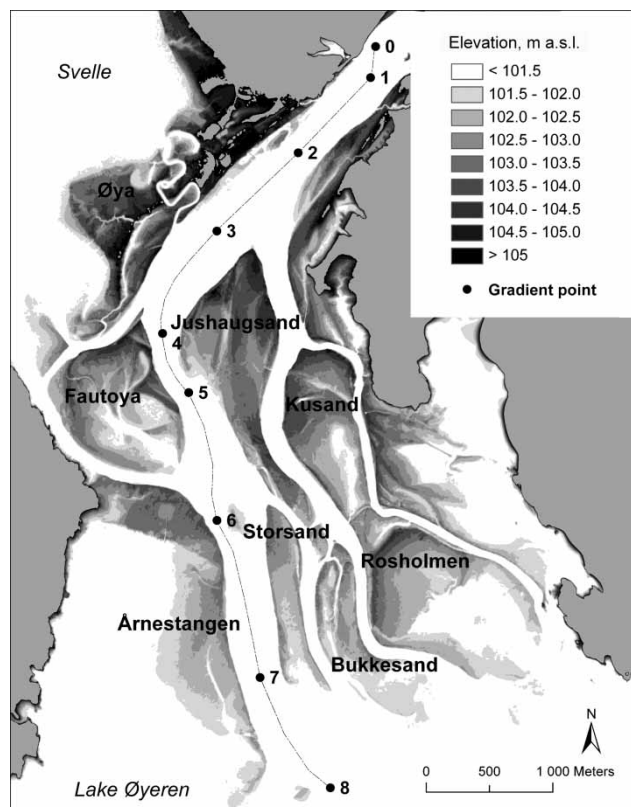 Svelle
0
1
2
Øya
3
Jushaugsand
4
Fautoya
5
Kusand
6
Storsand
Rosholmen
Årnestangen
Bukkesand
7
Lake Øyeren
8
Elevation, m a.s.l.
< 101.5
101.5 - 102.0
102.0 - 102.5
102.5 - 103.0
103.0 - 103.5
103.5 - 104.0
104.0 - 104.5
104.5 - 105.0
> 105
Gradient point
N
0 500 1 000 Meters